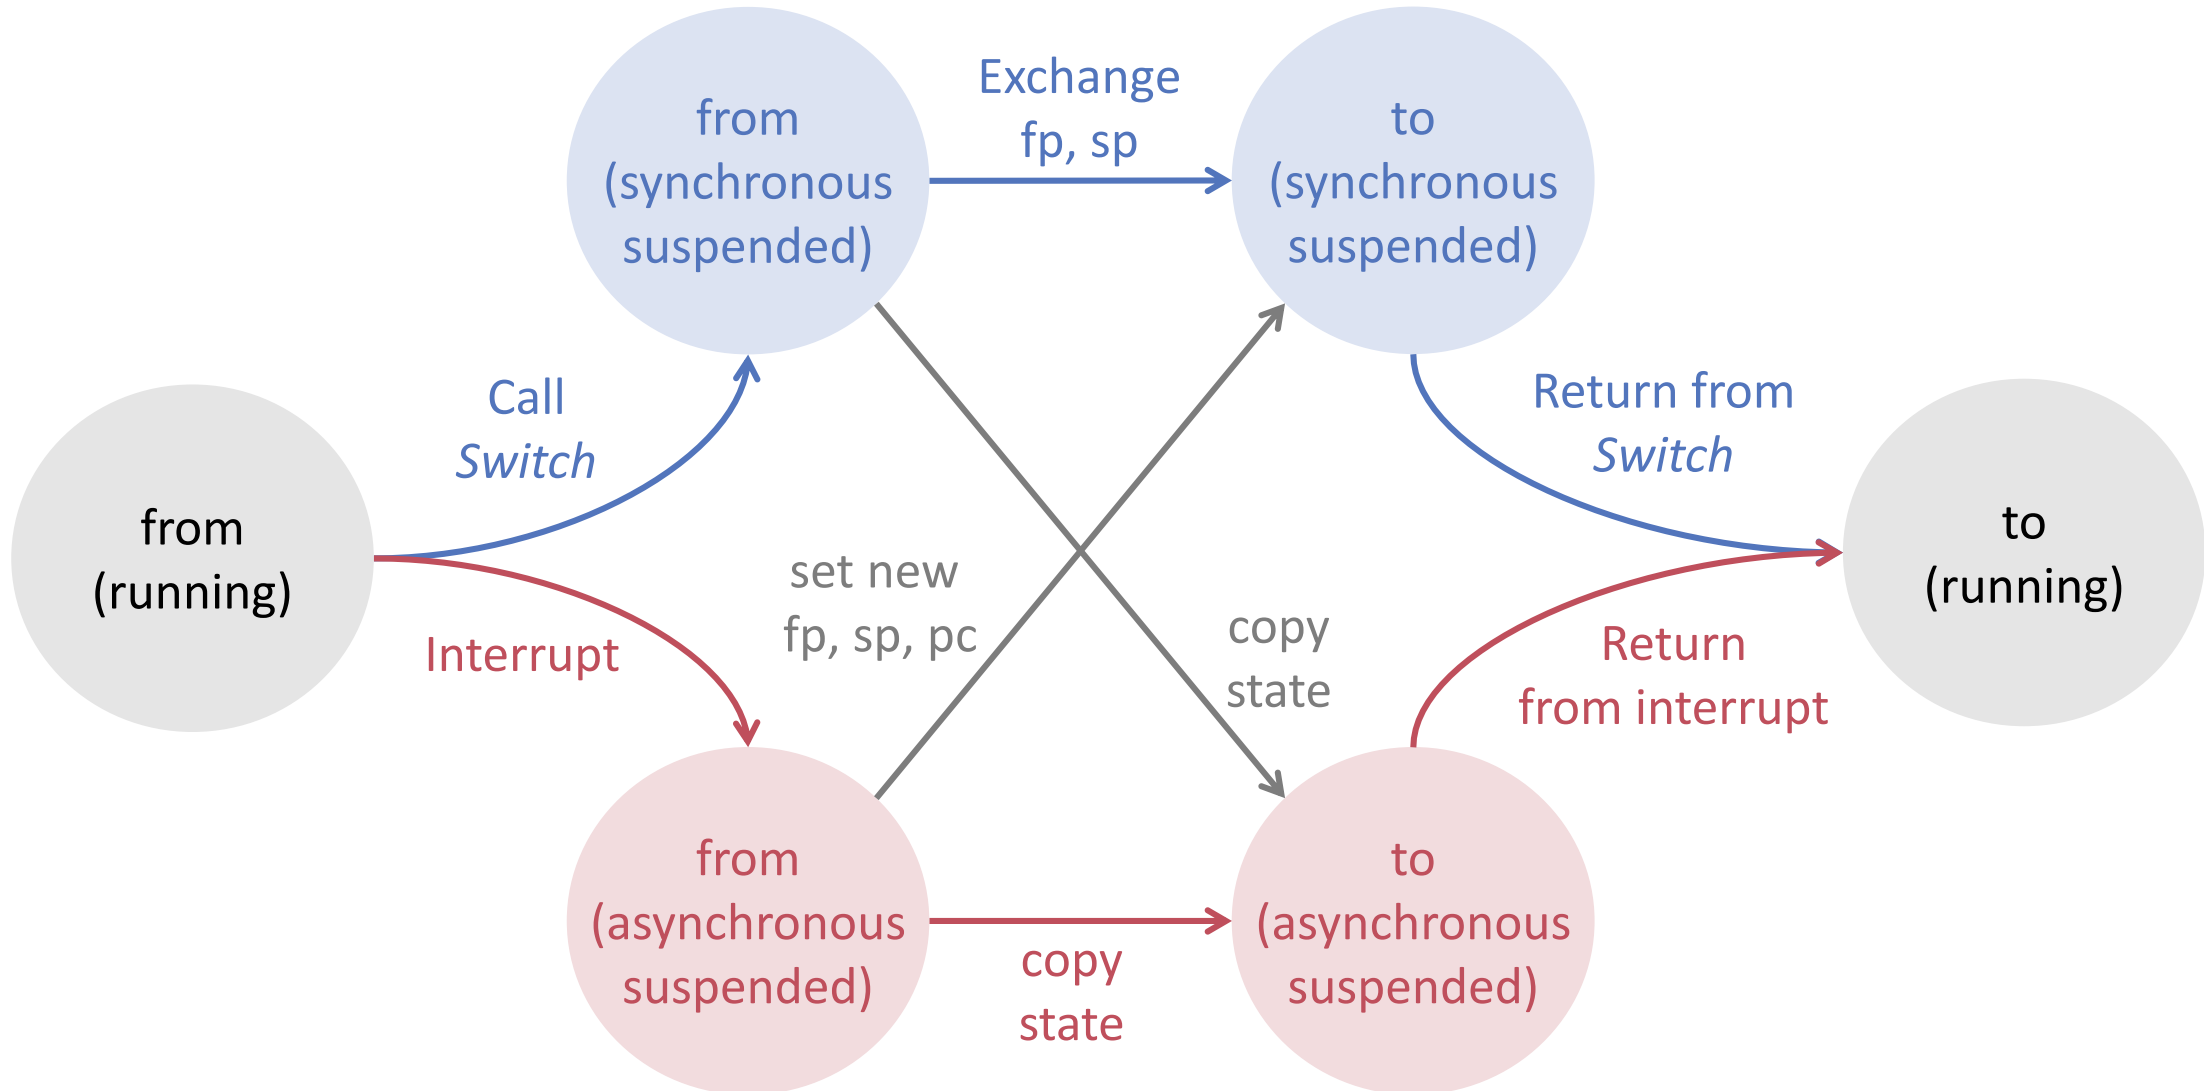 from
(synchronous
suspended)
Exchange
fp, sp
to
(synchronous
suspended)
Call
Switch
Return from
Switch
from
(running)
to
(running)
set new
fp, sp, pc
copy
state
Interrupt
Return
from interrupt
from
(asynchronous
suspended)
copy
state
to
(asynchronous
suspended)